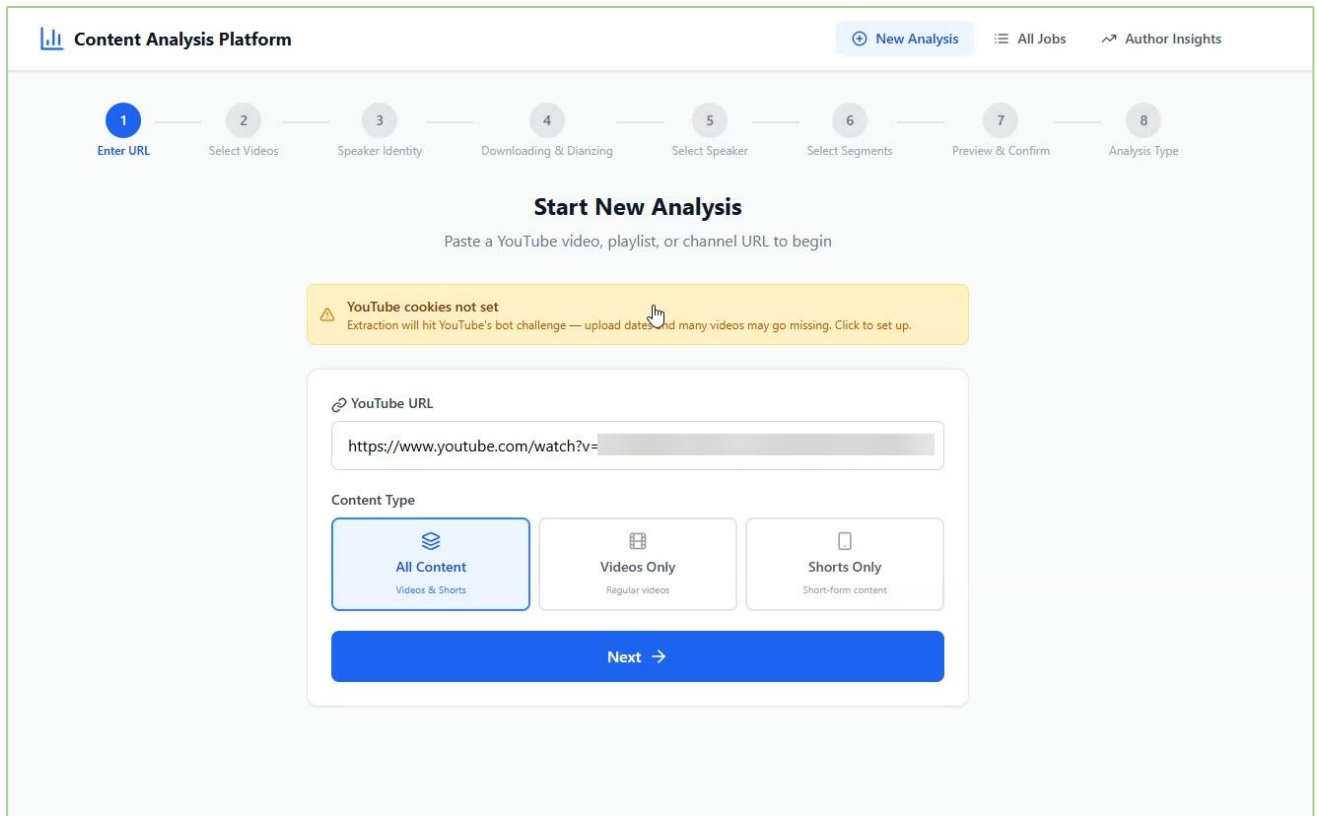 Content Analysis Platform
New Analysis
All Jobs
Author Insights
1
2
3
4
5
6
7
8
Enter URL
Select Videos
Speaker Identity
Downloading & Diarizing
Select Speaker
Select Segments
Preview & Confirm
Analysis Type
Start New Analysis
Paste a YouTube video, playlist, or channel URL to begin
YouTube cookies not set
Extraction will hit YouTube's bot challenge — upload dates and many videos may go missing. Click to set up.
YouTube URL
https://www.youtube.com/watch?v=
Content Type
All Content
Videos & Shorts
Videos Only
Regular videos
Shorts Only
Short-form content
Next